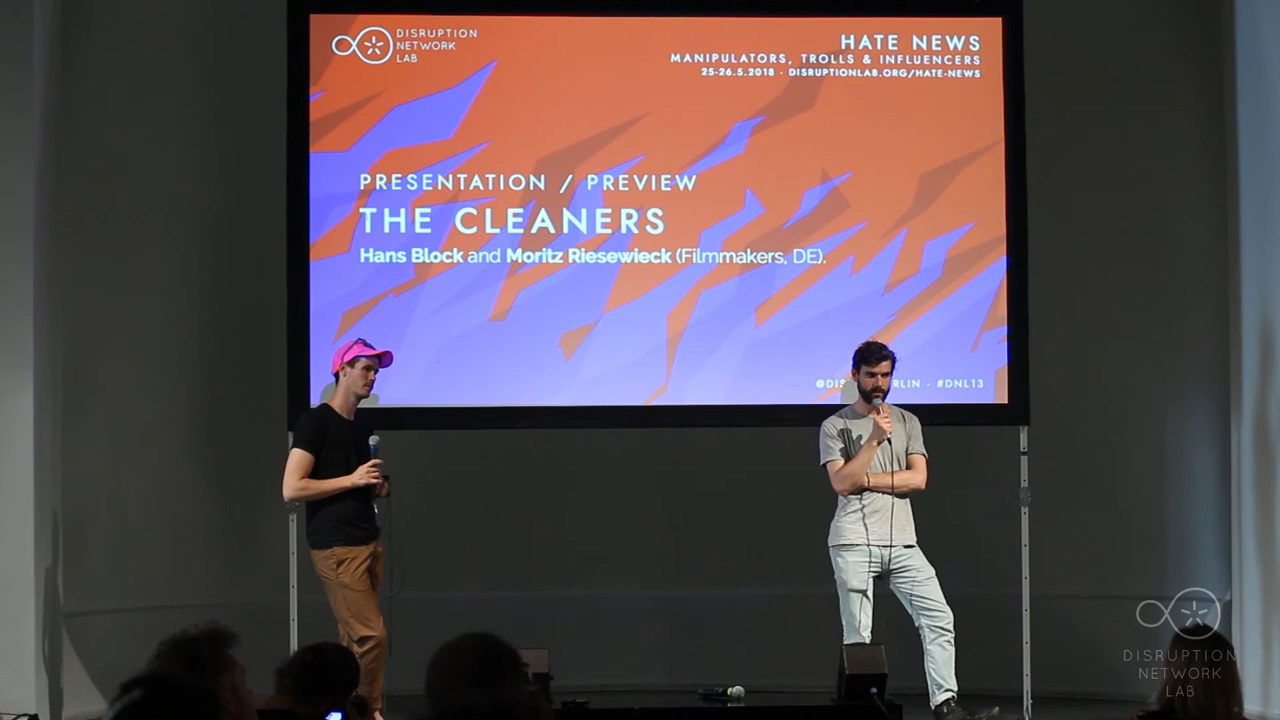 DISRUPTION
NETWORK
LAB
HATE NEWS
MANIPULATORS, TROLLS & INFLUENCERS
25-26.5.2018 · DISRUPTIONLAB.ORG/HATE-NEWS
PRESENTATION / PREVIEW
THE CLEANERS
Hans Block and Moritz Riesewieck (Filmmakers, DE).
#DNL13
DISRUPTION
NETWORK
LAB